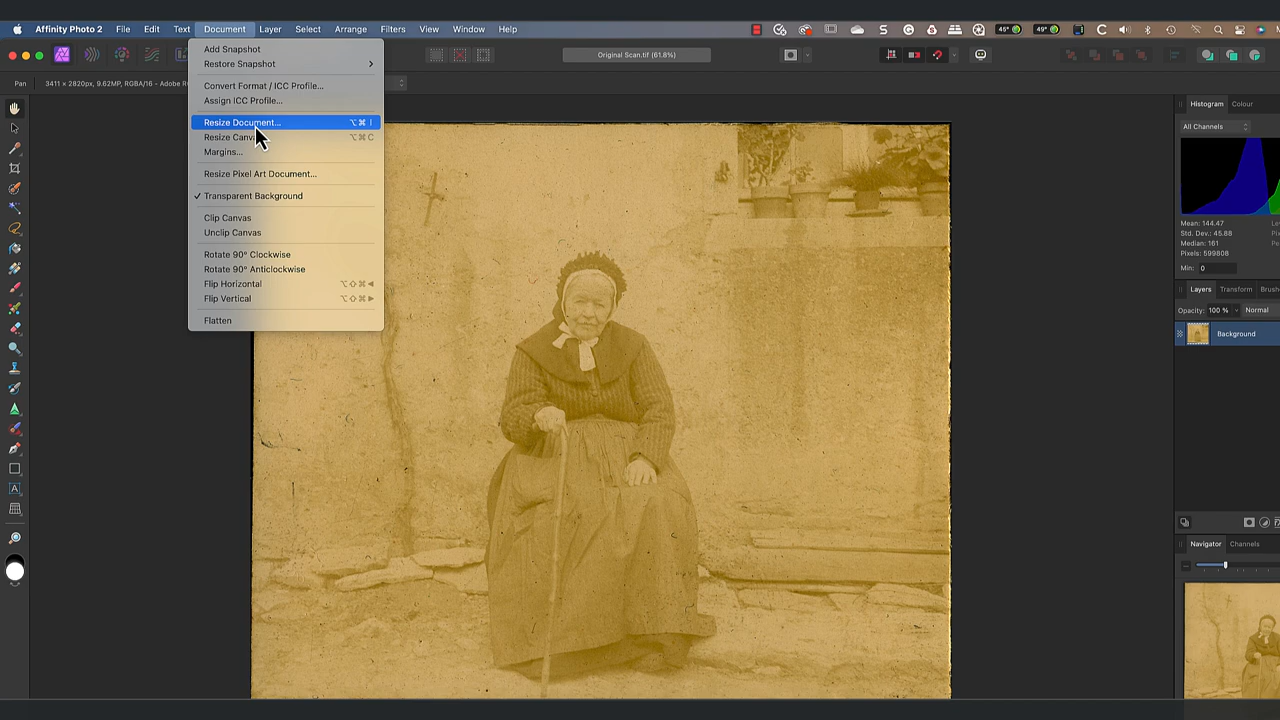 Affinity Photo 2 File Edit Text Document Layer Select Filters Arrange View Window Help 46° 49°
Original Scan.tif (61.8%)
Pan 3411 × 2820px, 9.62MP, RGBA/16 - Adobe
Add Snapshot
Restore Snapshot
Convert Format / ICC Profile...
Assign ICC Profile...
Resize Document... ⌥⌘ I
Resize ⌥⌘ C
Margins...
Resize Pixel Art Document...
✓ Transparent Background
Clip Canvas
Unclip Canvas
Rotate 90° Clockwise
Rotate 90° Anticlockwise
Flip Horizontal ⌥⇧⌘◀
Flip Vertical ⌥⇧⌘▶
Flatten
Histogram Colour
All Channels
Mean: 144.47
Std. Dev.: 45.88
Median: 161
Pixels: 599808
Min: 0
Layers Transform
Opacity: 100 % Normal
Background
Navigator Channels